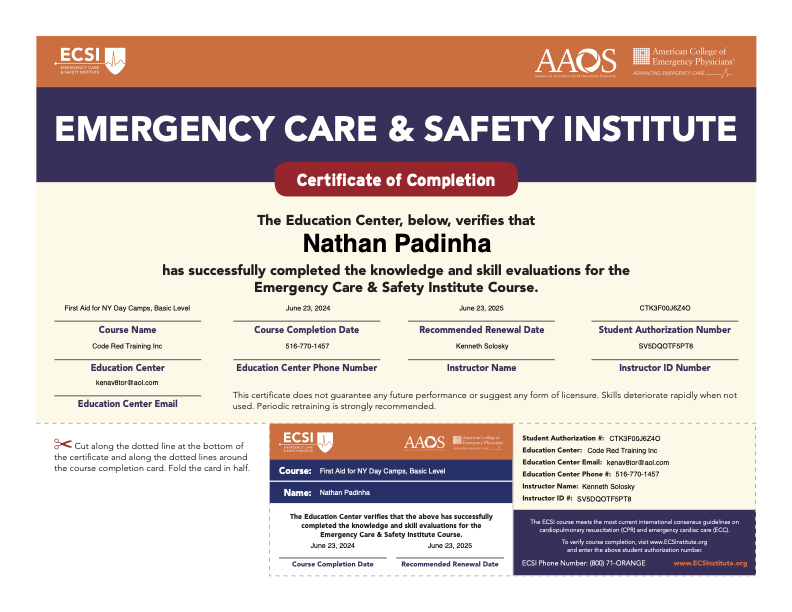 ECSI
EMERGENCY CARE
& SAFETY INSTITUTE
AAOS
AMERICAN ACADEMY OF ORTHOPAEDIC SURGEONS
American College of
Emergency Physicians®
ADVANCING EMERGENCY CARE
EMERGENCY CARE & SAFETY INSTITUTE
Certificate of Completion
The Education Center, below, verifies that
Nathan Padinha
has successfully completed the knowledge and skill evaluations for the
Emergency Care & Safety Institute Course.
First Aid for NY Day Camps, Basic Level
June 23, 2024
June 23, 2025
CTK3F00J6Z4O
Course Name
Course Completion Date
Recommended Renewal Date
Student Authorization Number
Code Red Training Inc
516-770-1457
Kenneth Solosky
SV5DQOTF5PT8
Education Center
Education Center Phone Number
Instructor Name
Instructor ID Number
kenav8tor@aol.com
Education Center Email
This certificate does not guarantee any future performance or suggest any form of licensure. Skills deteriorate rapidly when not
used. Periodic retraining is strongly recommended.
Cut along the dotted line at the bottom of
the certificate and along the dotted lines around
the course completion card. Fold the card in half.
ECSI
EMERGENCY CARE
& SAFETY INSTITUTE
AAOS
American College of
Emergency Physicians®
Course: First Aid for NY Day Camps, Basic Level
Name: Nathan Padinha
The Education Center verifies that the above has successfully
completed the knowledge and skill evaluations for the
Emergency Care & Safety Institute Course.
June 23, 2024
June 23, 2025
Course Completion Date
Recommended Renewal Date
Student Authorization #: CTK3F00J6Z4O
Education Center: Code Red Training Inc
Education Center Email: kenav8tor@aol.com
Education Center Phone #: 516-770-1457
Instructor Name: Kenneth Solosky
Instructor ID #: SV5DQOTF5PT8
The ECSI course meets the most current international consensus guidelines on
cardiopulmonary resuscitation (CPR) and emergency cardiac care (ECC).
To verify course completion, visit www.ECSInstitute.org
and enter the above student authorization number.
ECSI Phone Number: (800) 71-ORANGE
www.ECSInstitute.org